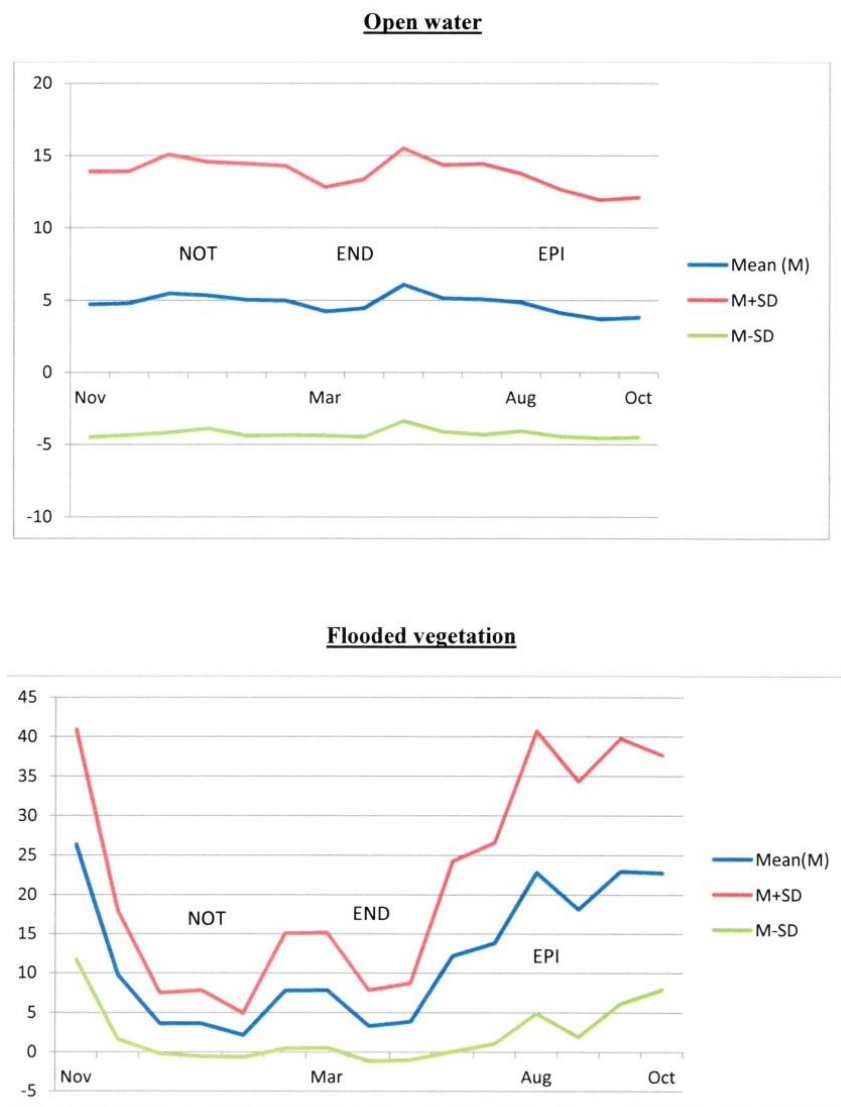 Open water
20
15
10
5
0
-5
-10
NOT END EPI
Nov Mar Aug Oct
Mean (M)
M+SD
M-SD
Flooded vegetation
45
40
35
30
25
20
15
10
5
0
-5
NOT END
EPI
Nov Mar Aug Oct
Mean(M)
M+SD
M-SD